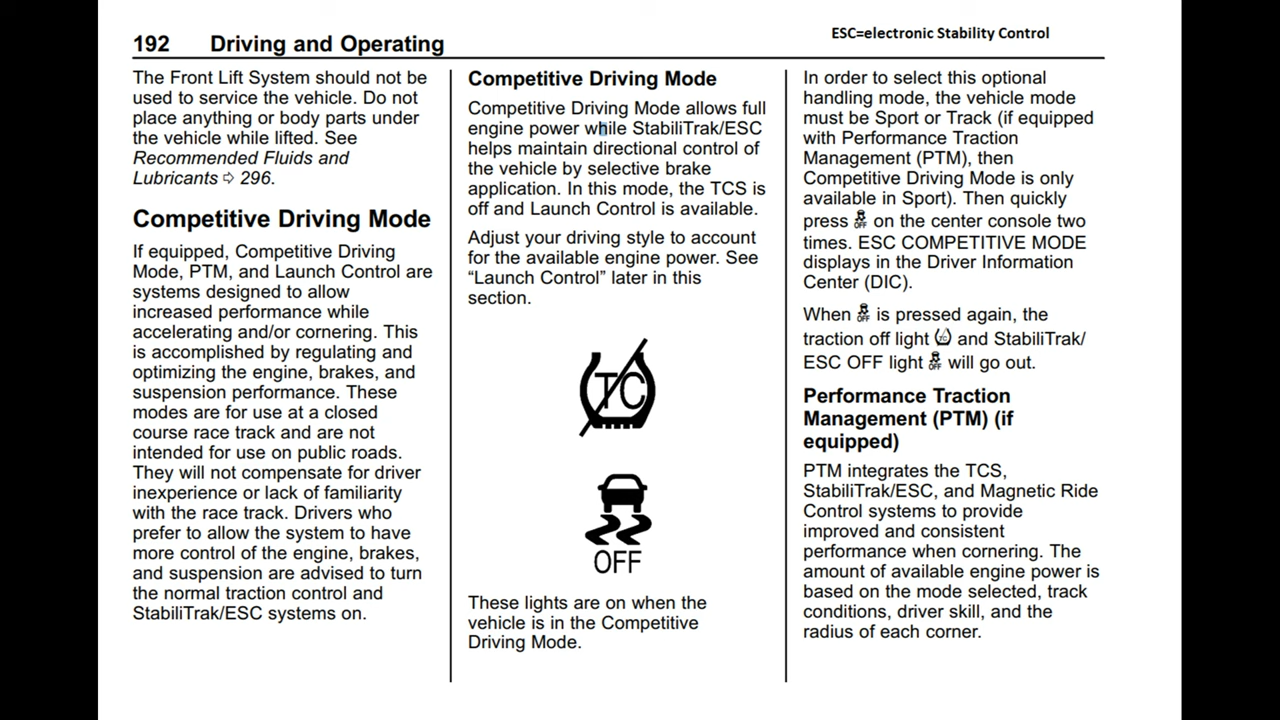 192 Driving and Operating
ESC=electronic Stability Control
The Front Lift System should not be
used to service the vehicle. Do not
place anything or body parts under
the vehicle while lifted. See
Recommended Fluids and
Lubricants ⇨ 296.
Competitive Driving Mode
If equipped, Competitive Driving
Mode, PTM, and Launch Control are
systems designed to allow
increased performance while
accelerating and/or cornering. This
is accomplished by regulating and
optimizing the engine, brakes, and
suspension performance. These
modes are for use at a closed
course race track and are not
intended for use on public roads.
They will not compensate for driver
inexperience or lack of familiarity
with the race track. Drivers who
prefer to allow the system to have
more control of the engine, brakes,
and suspension are advised to turn
the normal traction control and
StabiliTrak/ESC systems on.
Competitive Driving Mode
Competitive Driving Mode allows full
engine power while StabiliTrak/ESC
helps maintain directional control of
the vehicle by selective brake
application. In this mode, the TCS is
off and Launch Control is available.
Adjust your driving style to account
for the available engine power. See
“Launch Control” later in this
section.
TC
OFF
These lights are on when the
vehicle is in the Competitive
Driving Mode.
In order to select this optional
handling mode, the vehicle mode
must be Sport or Track (if equipped
with Performance Traction
Management (PTM), then
Competitive Driving Mode is only
available in Sport). Then quickly
press OFF on the center console two
times. ESC COMPETITIVE MODE
displays in the Driver Information
Center (DIC).
When OFF is pressed again, the
traction off light TC and StabiliTrak/
ESC OFF light OFF will go out.
Performance Traction
Management (PTM) (if
equipped)
PTM integrates the TCS,
StabiliTrak/ESC, and Magnetic Ride
Control systems to provide
improved and consistent
performance when cornering. The
amount of available engine power is
based on the mode selected, track
conditions, driver skill, and the
radius of each corner.